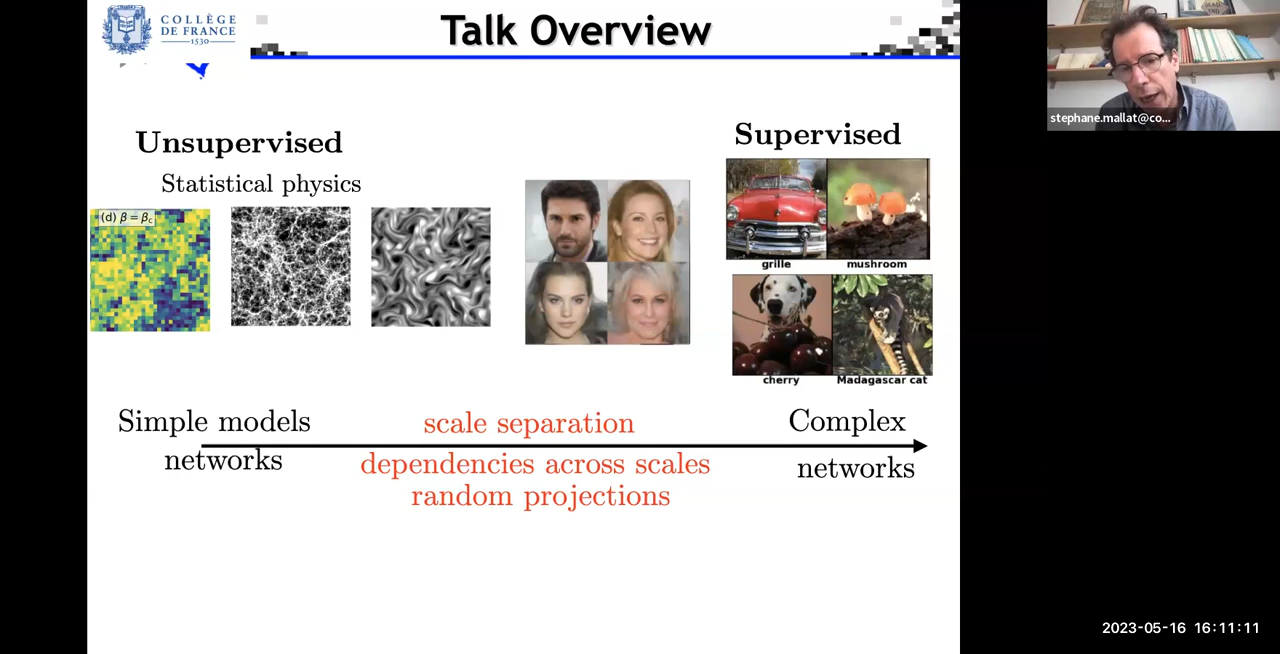 COLLÈGE
DE FRANCE
1530
Talk Overview
stephane.mallat@co...
Unsupervised
Supervised
Statistical physics
(d) β = βc
grille
mushroom
cherry
Madagascar cat
Simple models
scale separation
Complex
networks
dependencies across scales
networks
random projections
2023-05-16 16:11:11